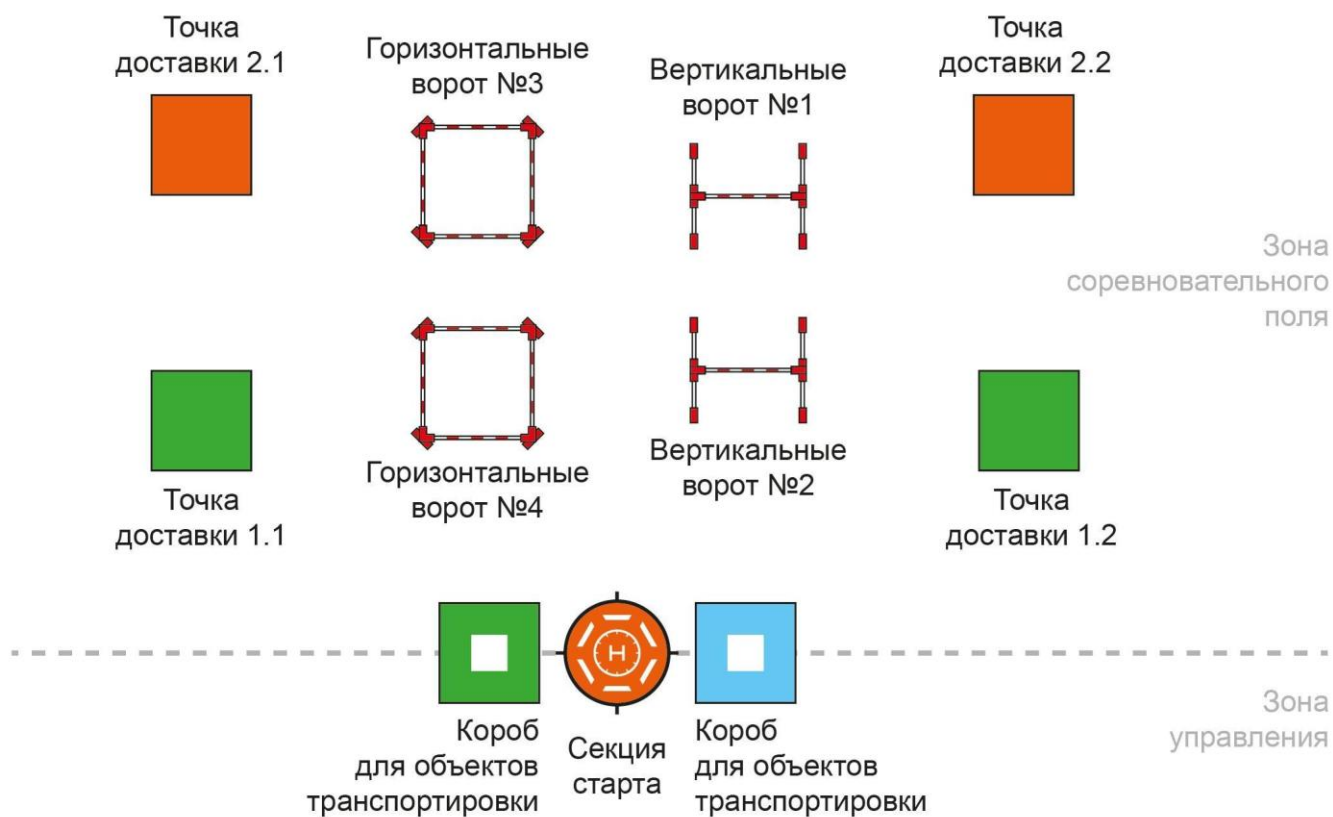 Точка
доставки 2.1
Горизонтальные
ворот №3
Вертикальные
ворот №1
Точка
доставки 2.2
Зона
соревновательного
поля
Точка
доставки 1.1
Горизонтальные
ворот №4
Вертикальные
ворот №2
Точка
доставки 1.2
H
Короб
для объектов
транспортировки
Секция
старта
Короб
для объектов
транспортировки
Зона
управления